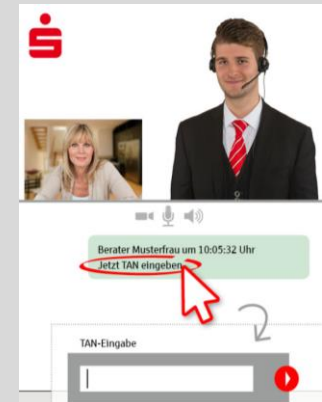 Berater Musterfrau um 10:05:32 Uhr
Jetzt TAN eingeben
TAN-Eingabe